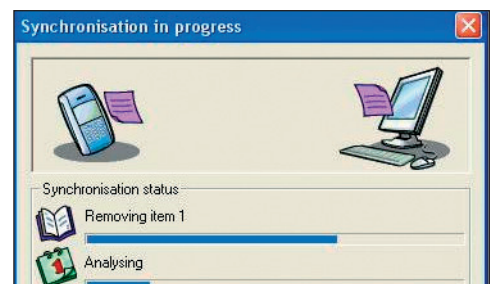 Synchronisation in progress
Synchronisation status
Removing item 1
Analysing